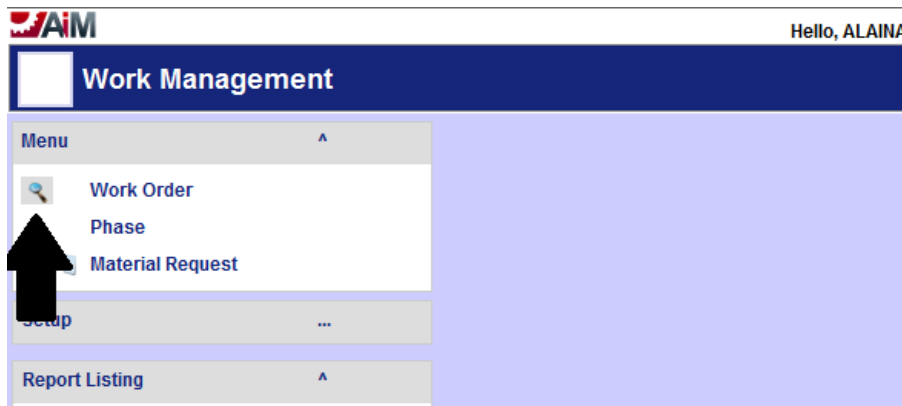 AiM
Hello, ALAINA
Work Management
Menu ^
Work Order
Phase
Material Request
Setup ...
Report Listing ^